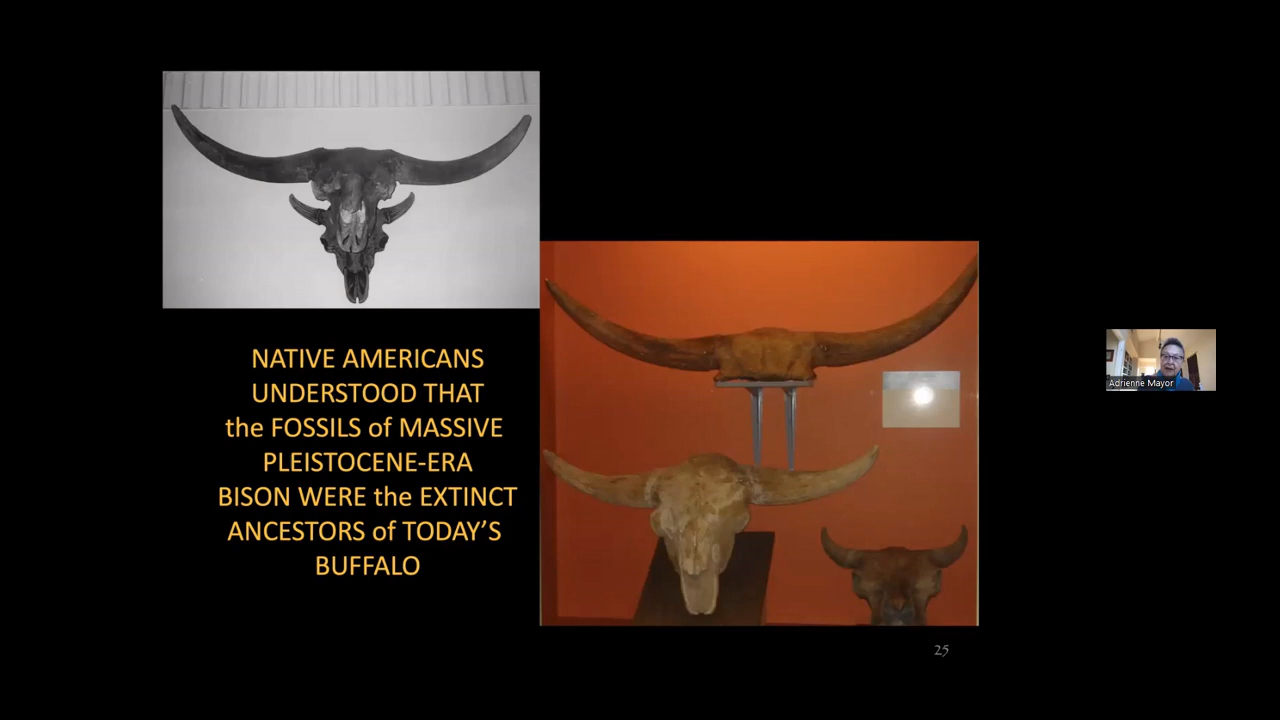 NATIVE AMERICANS
UNDERSTOOD THAT
the FOSSILS of MASSIVE
PLEISTOCENE-ERA
BISON WERE the EXTINCT
ANCESTORS of TODAY'S
BUFFALO
Adrienne Mayor
25